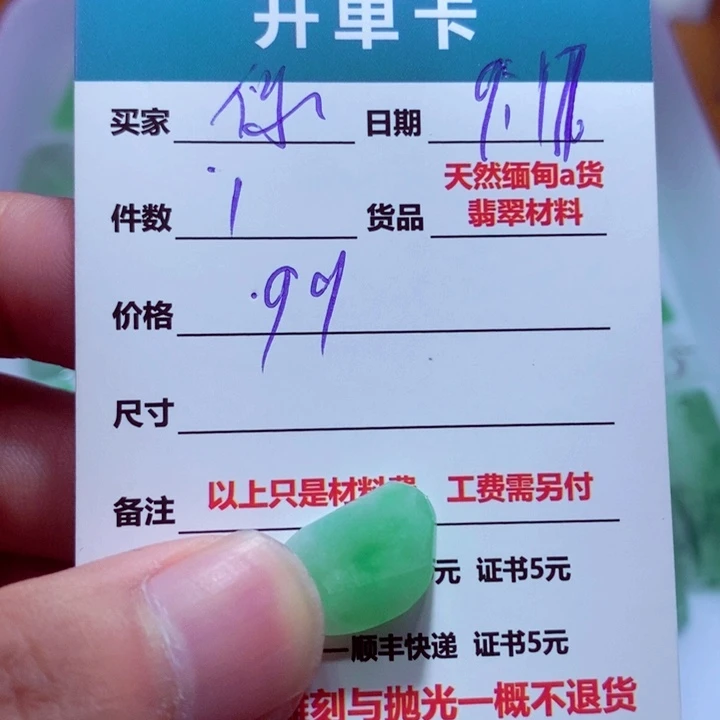 开单卡
买家 日期 9.17
天然缅甸a货
件数 1 货品 翡翠材料
价格 99
尺寸
备注 以上只是材料费 工费需另付
元 证书5元
—顺丰快递 证书5元
雕刻与抛光一概不退货